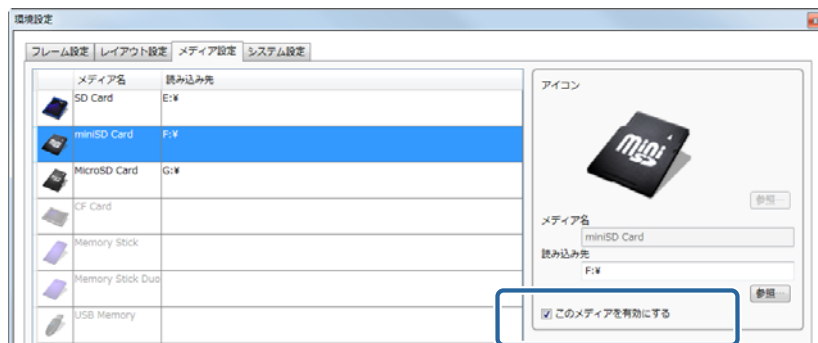 環境設定
フレーム設定 レイアウト設定 メディア設定 システム設定
メディア名 読み込み先
SD Card E:¥
miniSD Card F:¥
MicroSD Card G:¥
CF Card
Memory Stick
Memory Stick Duo
USB Memory
アイコン
Mini SD
参照…
メディア名
miniSD Card
読み込み先
F:¥
参照…
このメディアを有効にする